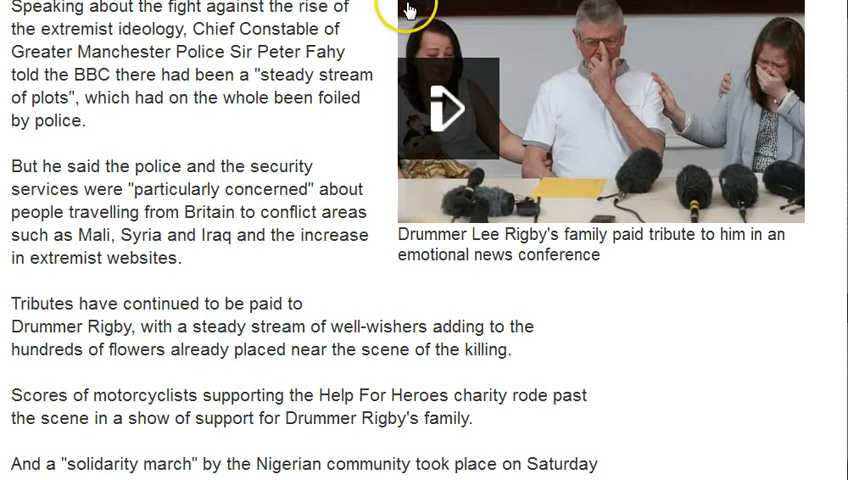 Speaking about the fight against the rise of
the extremist ideology, Chief Constable of
Greater Manchester Police Sir Peter Fahy
told the BBC there had been a "steady stream
of plots", which had on the whole been foiled
by police.
But he said the police and the security
services were "particularly concerned" about
people travelling from Britain to conflict areas
such as Mali, Syria and Iraq and the increase
in extremist websites.
Drummer Lee Rigby's family paid tribute to him in an
emotional news conference
Tributes have continued to be paid to
Drummer Rigby, with a steady stream of well-wishers adding to the
hundreds of flowers already placed near the scene of the killing.
Scores of motorcyclists supporting the Help For Heroes charity rode past
the scene in a show of support for Drummer Rigby's family.
And a "solidarity march" by the Nigerian community took place on Saturday